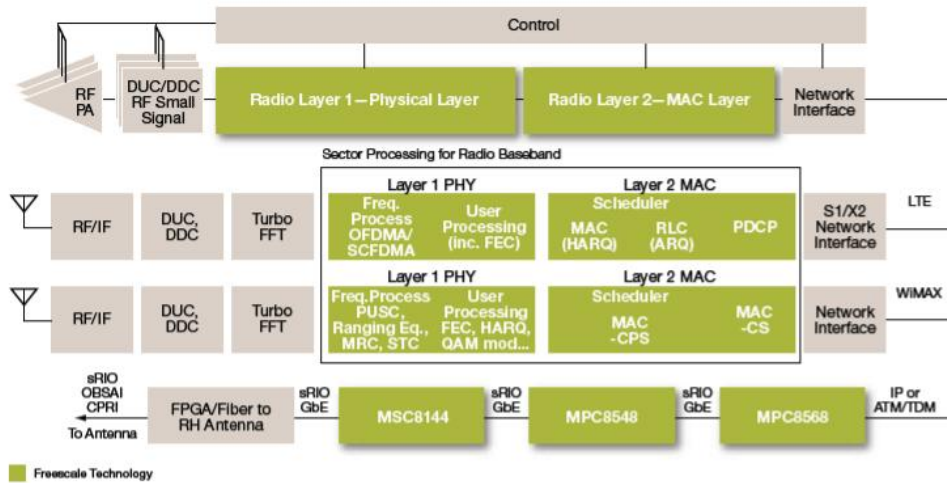 Control
RF
PA
DUC/DDC
RF Small
Signal
Radio Layer 1—Physical Layer
Radio Layer 2—MAC Layer
Network
Interface
Sector Processing for Radio Baseband
RF/IF
DUC,
DDC
Turbo
FFT
Layer 1 PHY
Freq.
Process
OFDMA/
SCFDMA
User
Processing
(inc. FEC)
Layer 2 MAC
Scheduler
MAC
(HARQ)
RLC
(ARQ)
PDCP
S1/X2
Network
Interface
LTE
RF/IF
DUC,
DDC
Turbo
FFT
Layer 1 PHY
Freq.Process
PUSC,
Ranging Eq.,
MRC, STC
User
Processing
FEC, HARQ,
QAM mod...
Layer 2 MAC
Scheduler
MAC
-CPS
MAC
-CS
Network
Interface
WiMAX
sRIO
OBSAI
CPRI
To Antenna
FPGA/Fiber to
RH Antenna
sRIO
GbE
MSC8144
sRIO
GbE
MPC8548
sRIO
GbE
MPC8568
IP or
ATM/TDM
Freescale Technology